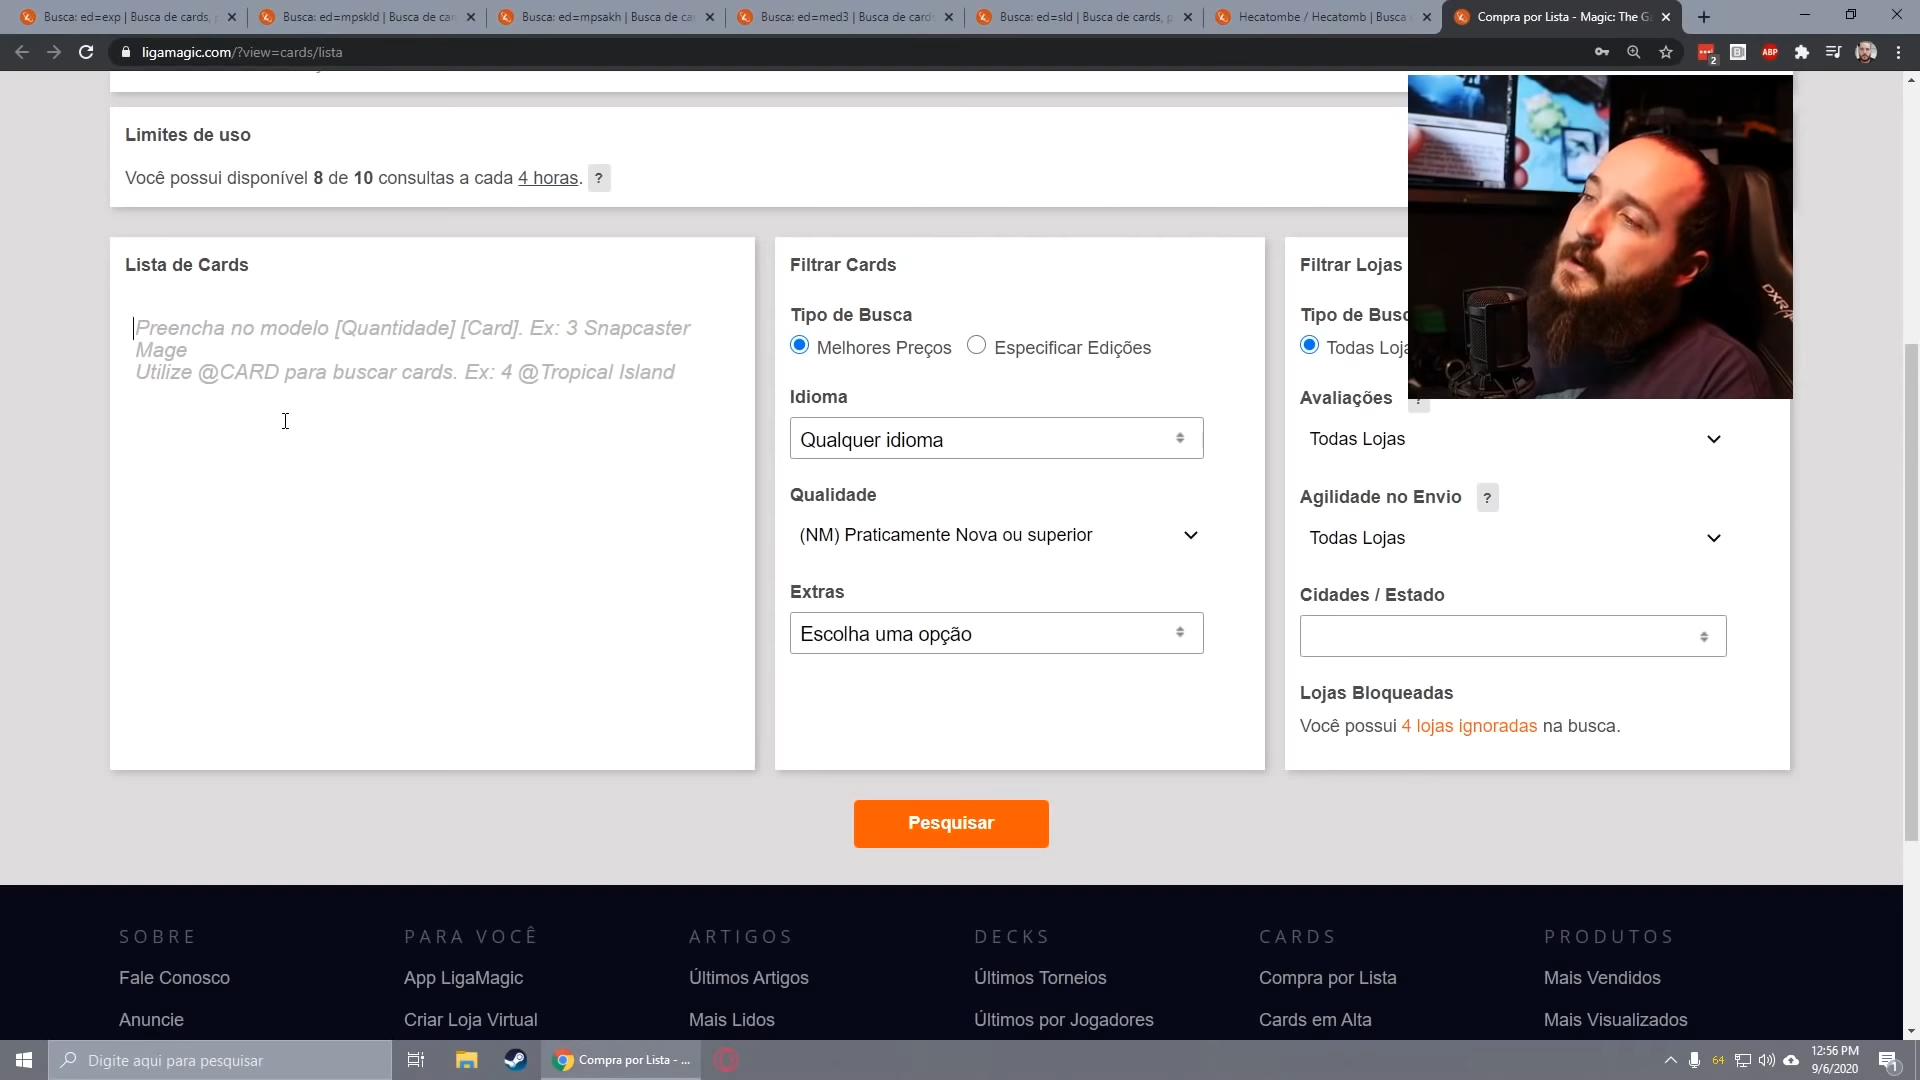 Busca: ed=exp | Busca de cards,
Busca: ed=mpskld | Busca de car
Busca: ed=mpsakh | Busca de ca
Busca: ed=med3 | Busca de cards
Busca: ed=sld | Busca de cards, p
Hecatombe / Hecatomb | Busca
Compra por Lista - Magic: The G
ligamagic.com/?view=cards/lista
2
ABP
Limites de uso
Você possui disponível 8 de 10 consultas a cada 4 horas. ?
Lista de Cards
Preencha no modelo [Quantidade] [Card]. Ex: 3 Snapcaster
Mage
Utilize @CARD para buscar cards. Ex: 4 @Tropical Island
Filtrar Cards
Tipo de Busca
Melhores Preços Especificar Edições
Idioma
Qualquer idioma
Qualidade
(NM) Praticamente Nova ou superior
Extras
Escolha uma opção
Filtrar Lojas
Tipo de Busc
Todas Loja
DXRA
Avaliações ?
Todas Lojas
Agilidade no Envio ?
Todas Lojas
Cidades / Estado
Lojas Bloqueadas
Você possui 4 lojas ignoradas na busca.
Pesquisar
SOBRE
Fale Conosco
Anuncie
PARA VOCÊ
App LigaMagic
Criar Loja Virtual
ARTIGOS
Últimos Artigos
Mais Lidos
DECKS
Últimos Torneios
Últimos por Jogadores
CARDS
Compra por Lista
Cards em Alta
PRODUTOS
Mais Vendidos
Mais Visualizados
Digite aqui para pesquisar
Compra por Lista - ...
64
12:56 PM
9/6/2020
1